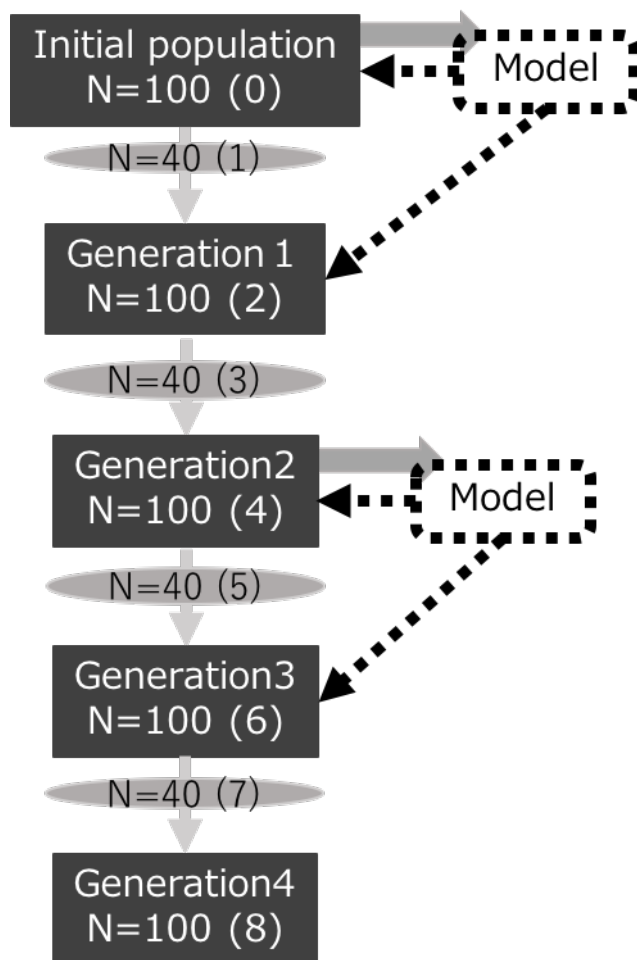 Initial population
N=100 (0)
Model
N=40 (1)
Generation 1
N=100 (2)
N=40 (3)
Generation2
N=100 (4)
Model
N=40 (5)
Generation3
N=100 (6)
N=40 (7)
Generation4
N=100 (8)